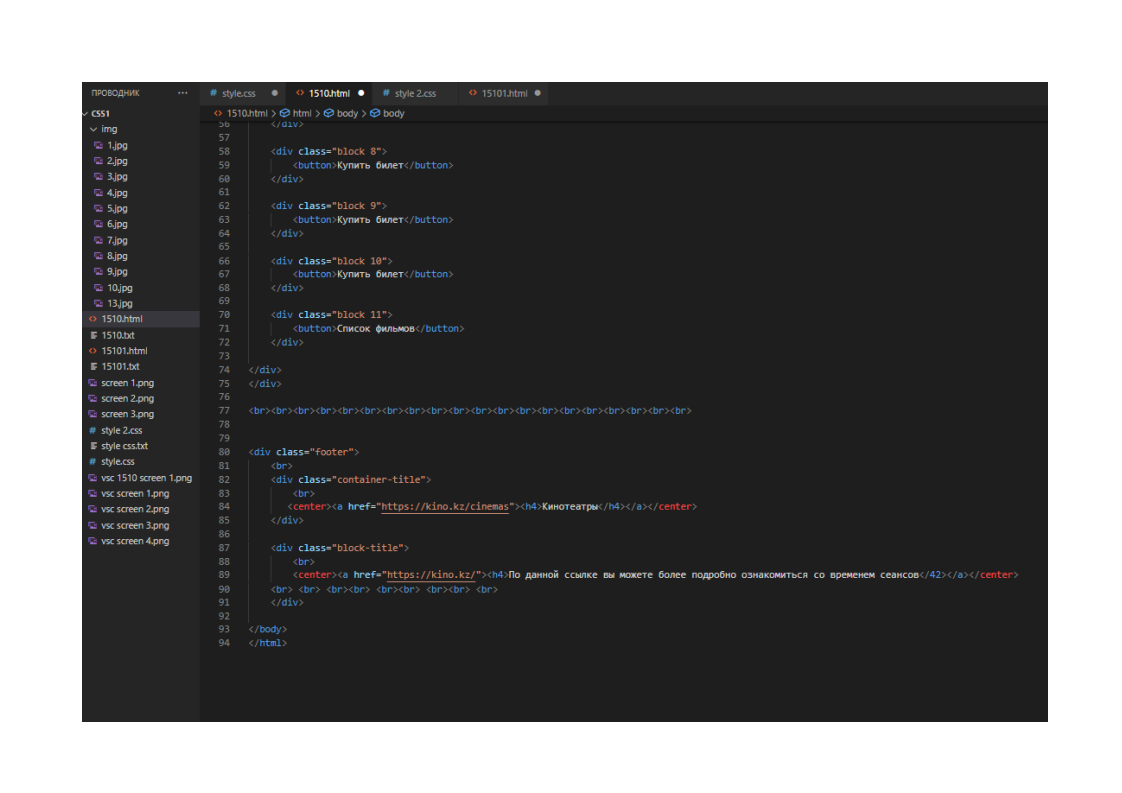 ПРОВОДНИК ...
CSS1
img
1.jpg
2.jpg
3.jpg
4.jpg
5.jpg
6.jpg
7.jpg
8.jpg
9.jpg
10.jpg
13.jpg
1510.html
1510.txt
15101.html
15101.txt
screen 1.png
screen 2.png
screen 3.png
style 2.css
style css.txt
style.css
vsc 1510 screen 1.png
vsc screen 1.png
vsc screen 2.png
vsc screen 3.png
vsc screen 4.png
# style.css ● <> 1510.html ● # style 2.css <> 15101.html ●
<> 1510.html > html > body > body
56 </div>
57
58 <div class="block 8">
59 <button>Купить билет</button>
60 </div>
61
62 <div class="block 9">
63 <button>Купить билет</button>
64 </div>
65
66 <div class="block 10">
67 <button>Купить билет</button>
68 </div>
69
70 <div class="block 11">
71 <button>Список фильмов</button>
72 </div>
73
74 </div>
75 </div>
76
77 <br><br><br><br><br><br><br><br><br><br><br><br><br><br><br><br><br><br><br><br>
78
79
80 <div class="footer">
81 <br>
82 <div class="container-title">
83 <br>
84 <center><a href="https://kino.kz/cinemas"><h4>Кинотеатры</h4></a></center>
85 </div>
86
87 <div class="block-title">
88 <br>
89 <center><a href="https://kino.kz/"><h4>По данной ссылке вы можете более подробно ознакомиться со временем сеансов</42></a></center>
90 <br> <br> <br><br> <br><br> <br><br> <br>
91 </div>
92
93 </body>
94 </html>